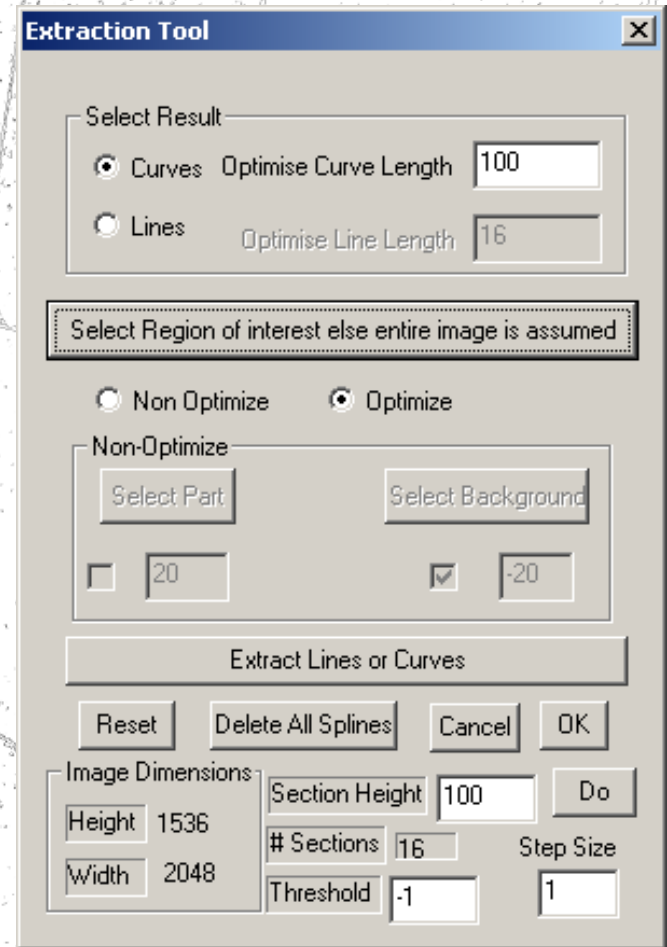 Extraction Tool
Select Result
Curves Optimise Curve Length 100
Lines Optimise Line Length 16
Select Region of interest else entire image is assumed
Non Optimize Optimize
Non-Optimize
Select Part Select Background
20 -20
Extract Lines or Curves
Reset Delete All Splines Cancel OK
Image Dimensions
Height 1536
Width 2048
Section Height 100 Do
# Sections 16 Step Size
Threshold -1 1